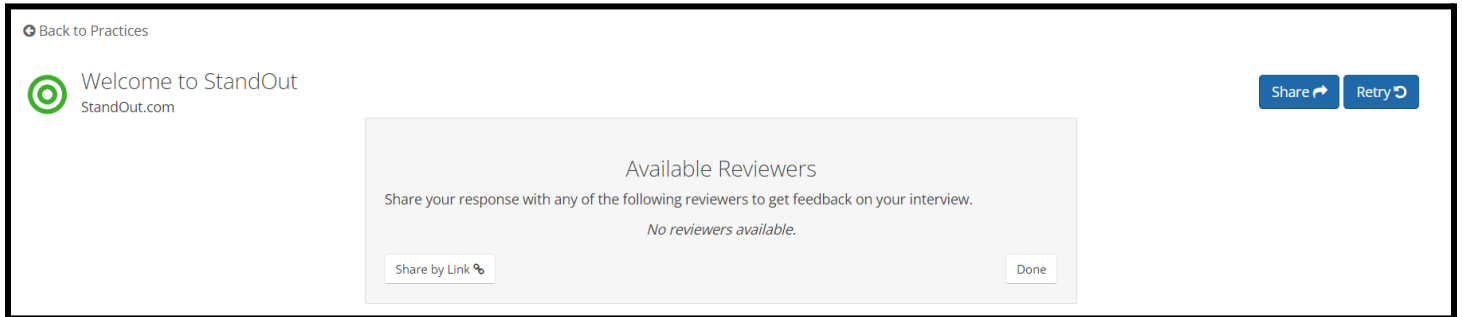 Back to Practices
Welcome to StandOut
StandOut.com
Share
Retry
Available Reviewers
Share your response with any of the following reviewers to get feedback on your interview.
No reviewers available.
Share by Link
Done